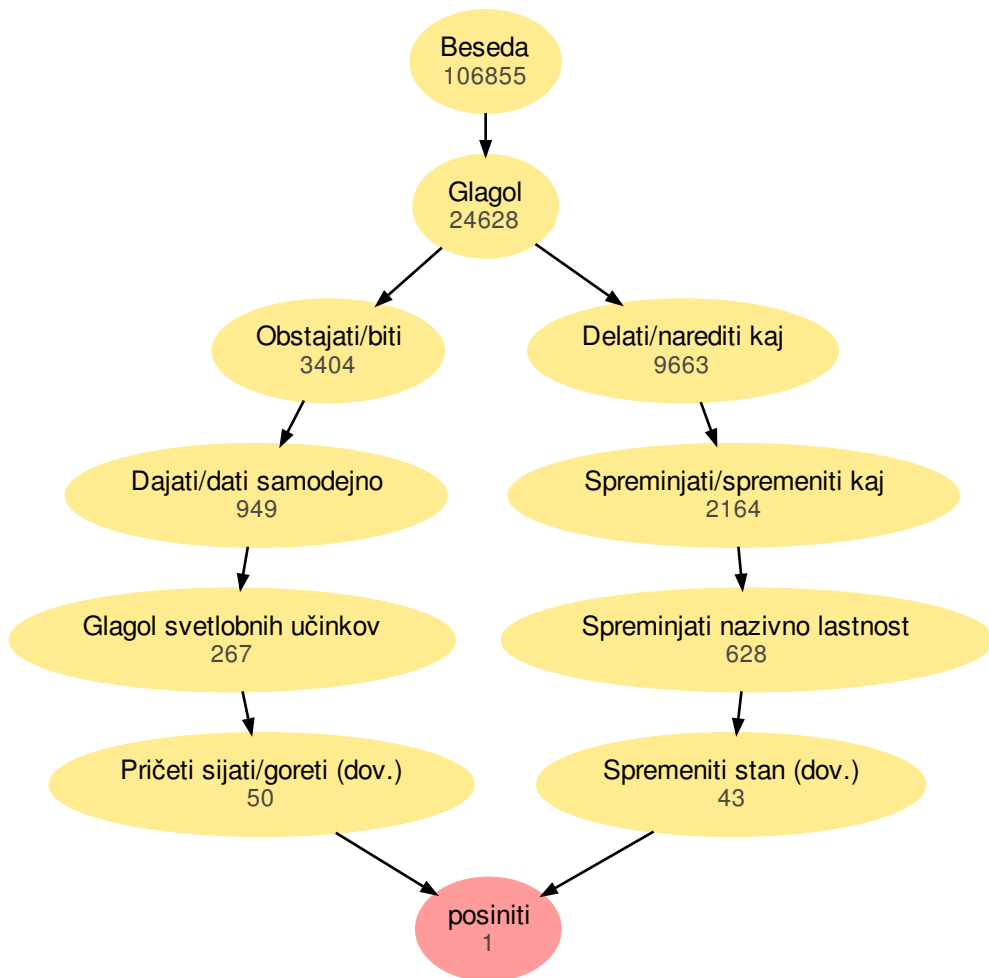 Beseda
106855
Glagol
24628
Obstajati/biti
3404
Delati/narediti kaj
9663
Dajati/dati samodejno
949
Spreminjati/spremeniti kaj
2164
Glagol svetlobnih učinkov
267
Spreminjati nazivno lastnost
628
Pričeti sijati/goreti (dov.)
50
Spremeniti stan (dov.)
43
posiniti
1